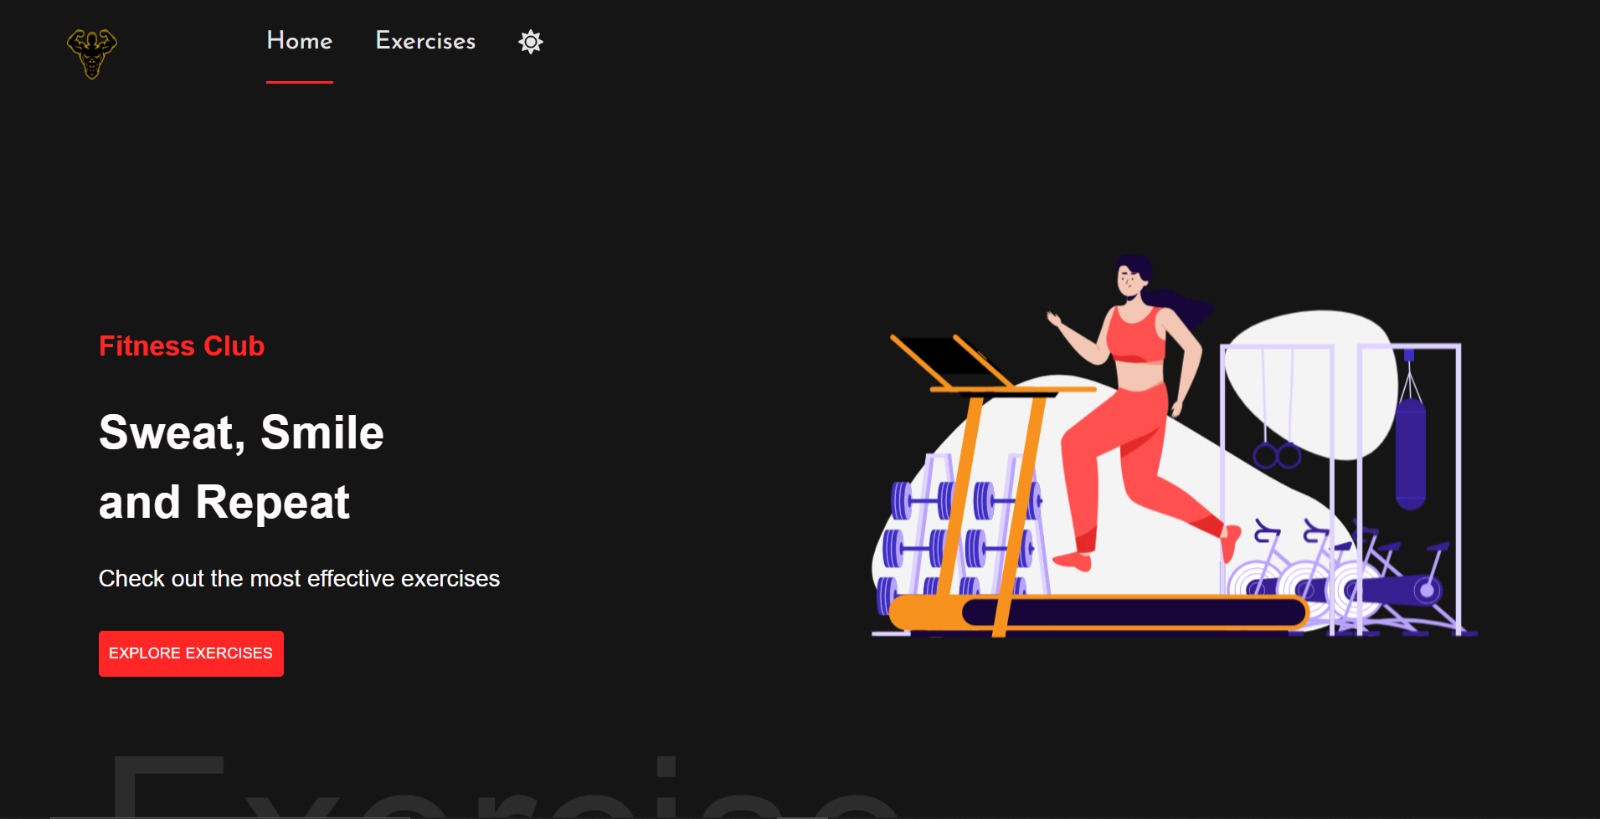 Home Exercises
Fitness Club
Sweat, Smile
and Repeat
Check out the most effective exercises
EXPLORE EXERCISES
Exercise